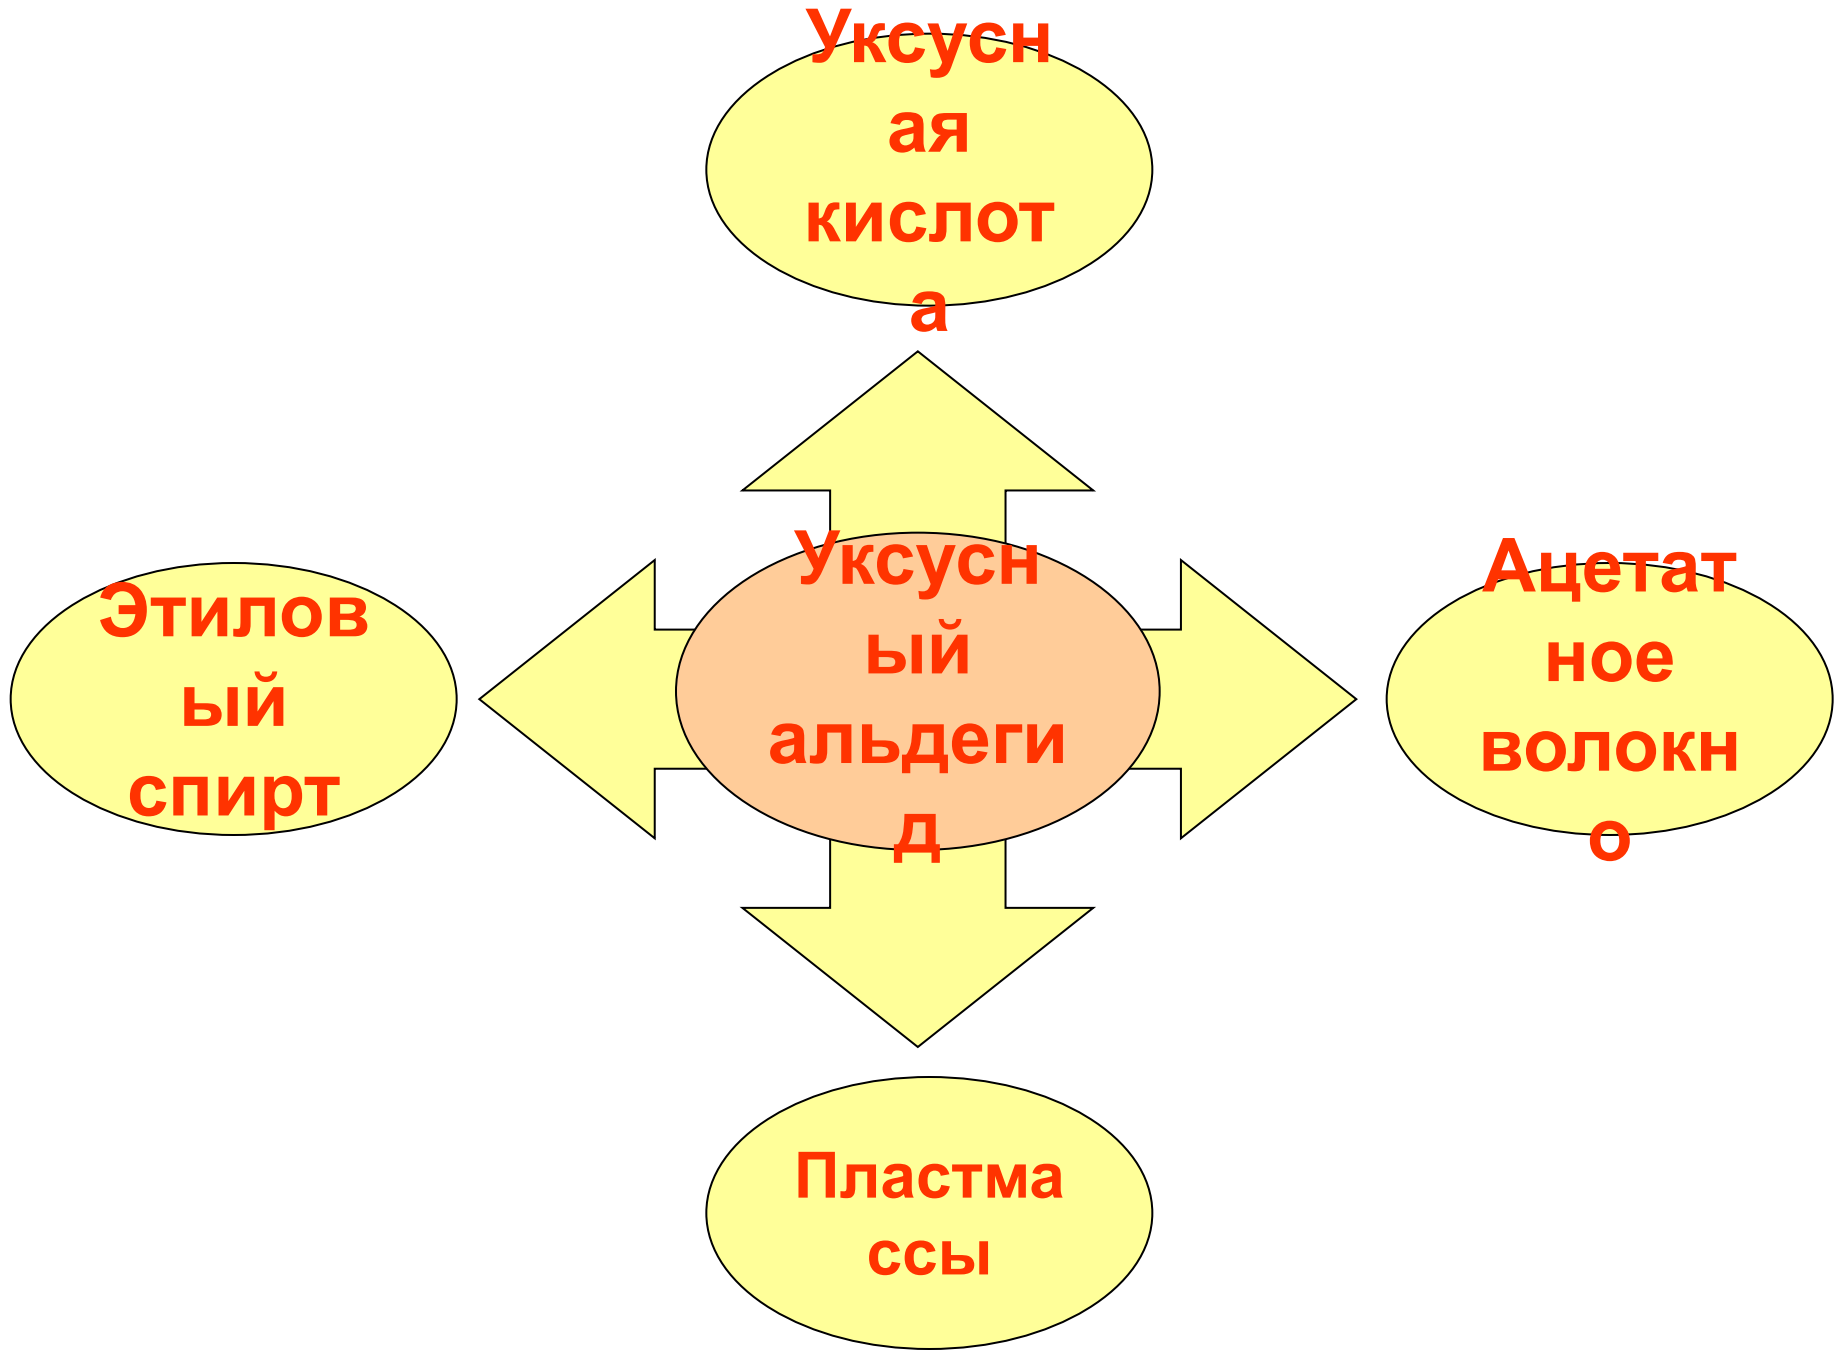 Уксусн
ая
кислот
а
Этилов
ый
спирт
Уксусн
ый
альдеги
д
Ацетат
ное
волокн
о
Пластма
ссы